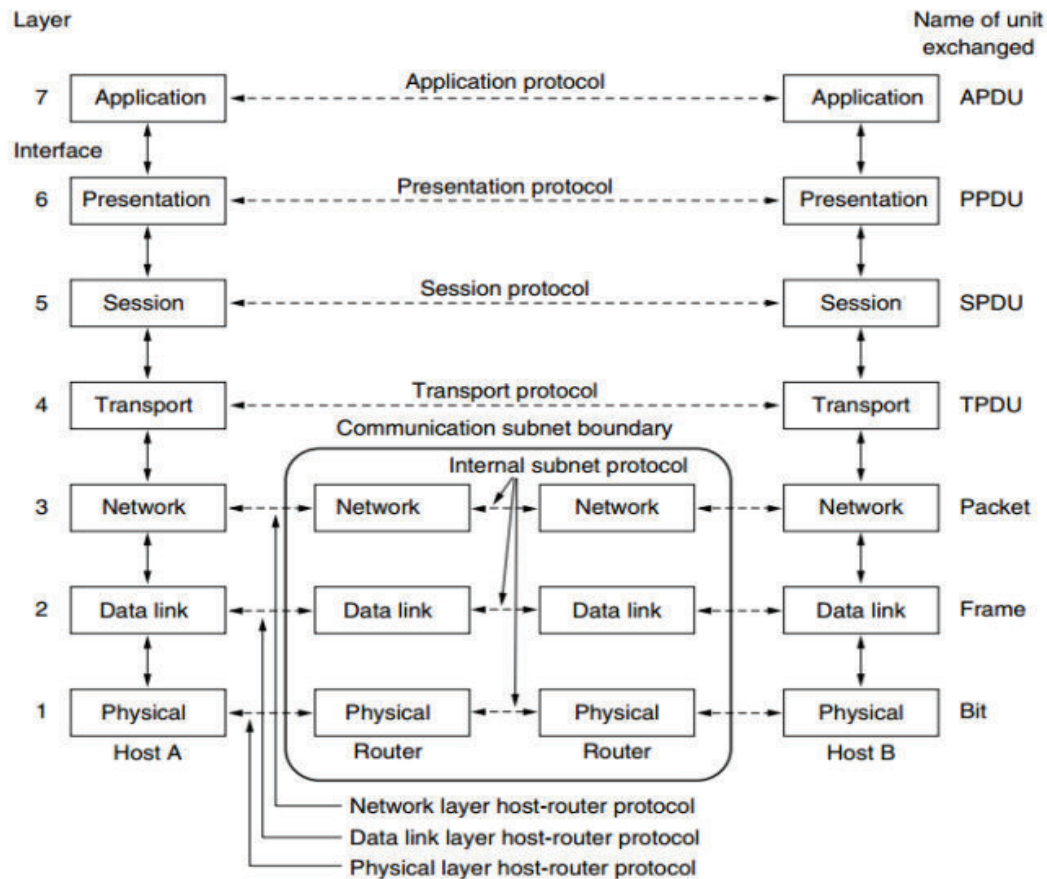 Layer
Name of unit
exchanged
Application protocol
7 Application Application APDU
Interface
Presentation protocol
6 Presentation Presentation PPDU
Session protocol
5 Session Session SPDU
Transport protocol
4 Transport Transport TPDU
Communication subnet boundary
Internal subnet protocol
3 Network Network Network Network Packet
2 Data link Data link Data link Data link Frame
1 Physical Physical Physical Physical Bit
Host A Router Router Host B
Network layer host-router protocol
Data link layer host-router protocol
Physical layer host-router protocol